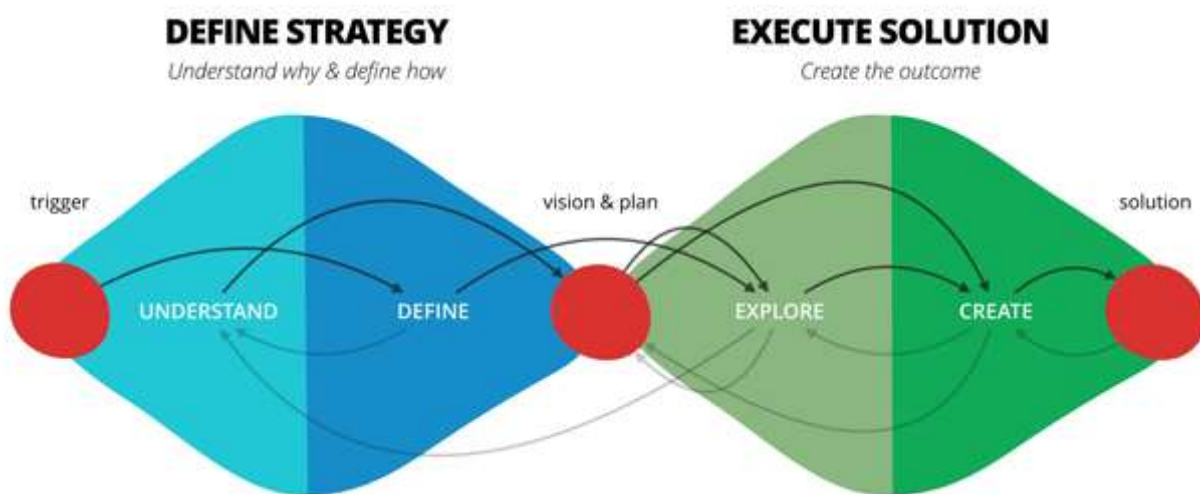 DEFINE STRATEGY
Understand why & define how
EXECUTE SOLUTION
Create the outcome
trigger
vision & plan
solution
UNDERSTAND
DEFINE
EXPLORE
CREATE